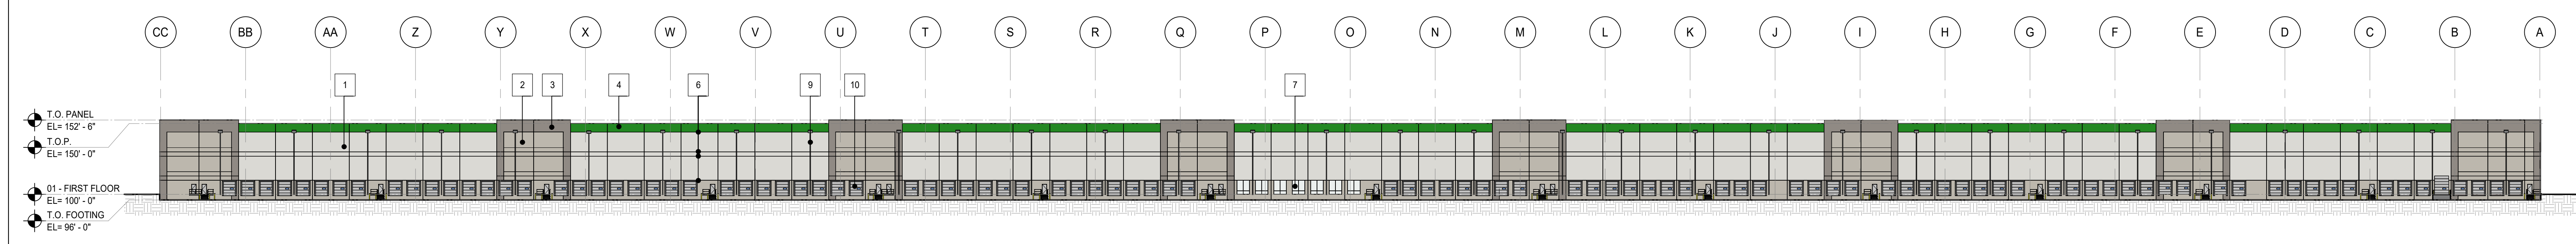 CC BB AA Z Y X W V U T S R Q P O N M L K J I H G F E D C B A
1 2 3 4 6 9 10 7
T.O. PANEL
EL= 152' - 6"
T.O.P.
EL= 150' - 0"
01 - FIRST FLOOR
EL= 100' - 0"
T.O. FOOTING
EL= 96' - 0"